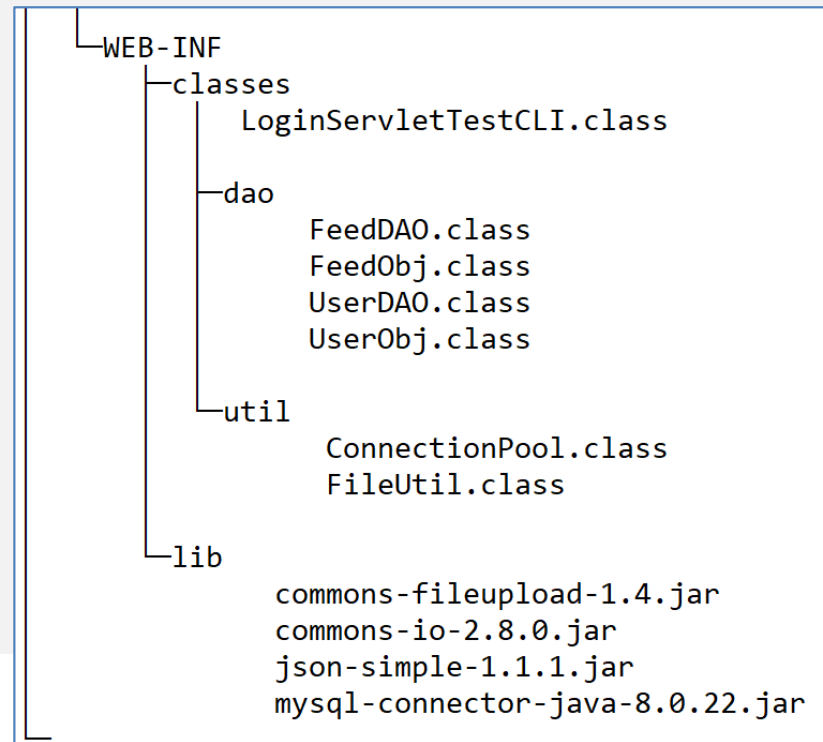 WEB-INF
classes
LoginServletTestCLI.class
dao
FeedDAO.class
FeedObj.class
UserDAO.class
UserObj.class
util
ConnectionPool.class
FileUtil.class
lib
commons-fileupload-1.4.jar
commons-io-2.8.0.jar
json-simple-1.1.1.jar
mysql-connector-java-8.0.22.jar